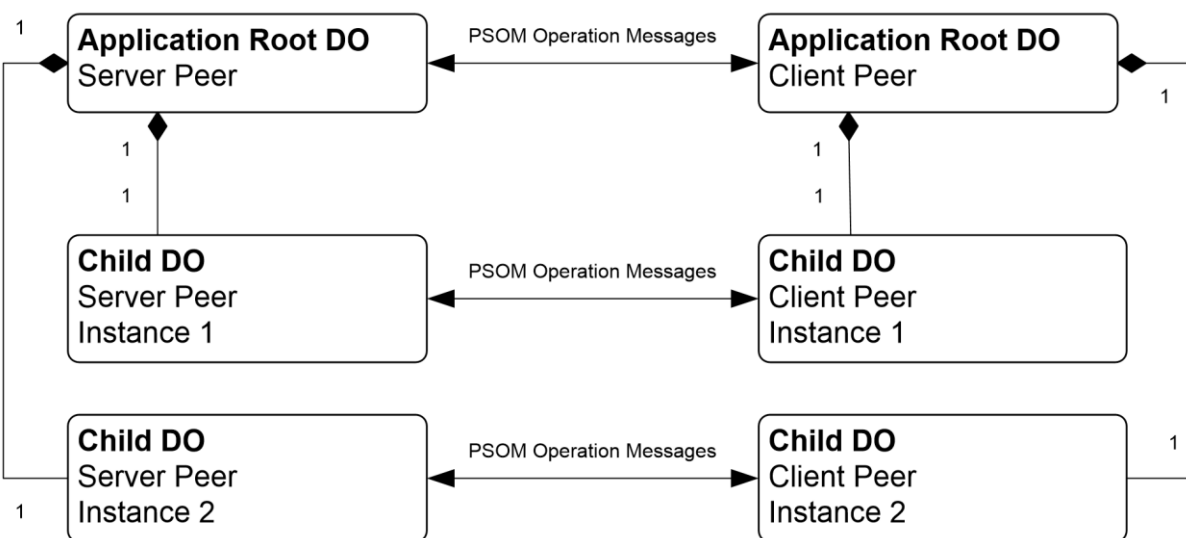 1
Application Root DO
Server Peer
PSOM Operation Messages
Application Root DO
Client Peer
1
1
1
1
1
Child DO
Server Peer
Instance 1
PSOM Operation Messages
Child DO
Client Peer
Instance 1
Child DO
Server Peer
Instance 2
PSOM Operation Messages
Child DO
Client Peer
Instance 2
1
1